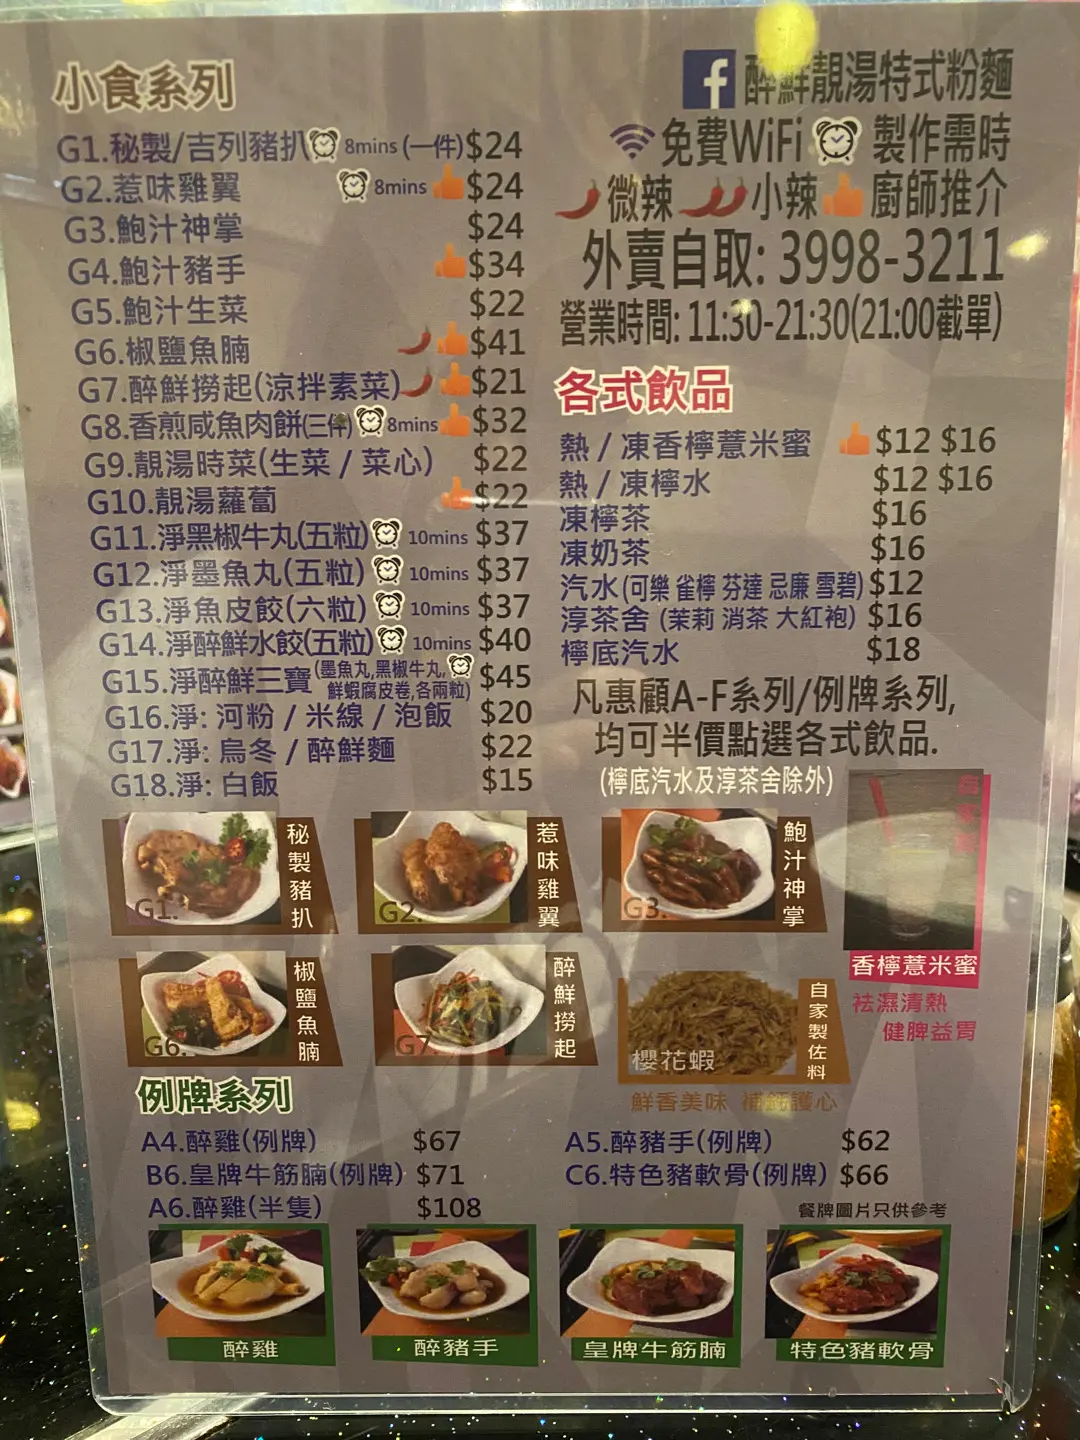 小食系列
G1.秘製/吉列豬扒 8mins (一件)$24
G2.惹味雞翼 8mins $24
G3.鮑汁神掌 $24
G4.鮑汁豬手 $34
G5.鮑汁生菜 $22
G6.椒鹽魚腩 $41
G7.醉鮮撈起(涼拌素菜) $21
G8.香煎咸魚肉餅(三件) 8mins $32
G9.靚湯時菜(生菜 / 菜心) $22
G10.靚湯蘿蔔 $22
G11.淨黑椒牛丸(五粒) 10mins $37
G12.淨墨魚丸(五粒) 10mins $37
G13.淨魚皮餃(六粒) 10mins $37
G14.淨醉鮮水餃(五粒) 10mins $40
G15.淨醉鮮三寶(墨魚丸,黑椒牛丸, $45
鮮蝦腐皮卷,各兩粒)
G16.淨: 河粉 / 米線 / 泡飯 $20
G17.淨: 烏冬 / 醉鮮麵 $22
G18.淨: 白飯 $15
f 醉鮮靚湯特式粉麵
免費WiFi 製作需時
微辣 小辣 廚師推介
外賣自取: 3998-3211
營業時間: 11:30-21:30(21:00截單)
各式飲品
熱 / 凍香檸薏米蜜 $12 $16
熱 / 凍檸水 $12 $16
凍檸茶 $16
凍奶茶 $16
汽水(可樂 雀檸 芬達 忌廉 雪碧) $12
淳茶舍 (茉莉 消茶 大紅袍) $16
檸底汽水 $18
凡惠顧A-F系列/例牌系列,
均可半價點選各式飲品.
(檸底汽水及淳茶舍除外)
G1. 秘製豬扒
G2. 惹味雞翼
G3. 鮑汁神掌
香檸薏米蜜
祛濕清熱
健脾益胃
G6. 椒鹽魚腩
G7. 醉鮮撈起
櫻花蝦 自家製佐料
鮮香美味 補鈣護心
例牌系列
A4.醉雞(例牌) $67
B6.皇牌牛筋腩(例牌) $71
A6.醉雞(半隻) $108
A5.醉豬手(例牌) $62
C6.特色豬軟骨(例牌) $66
餐牌圖片只供參考
醉雞
醉豬手
皇牌牛筋腩
特色豬軟骨